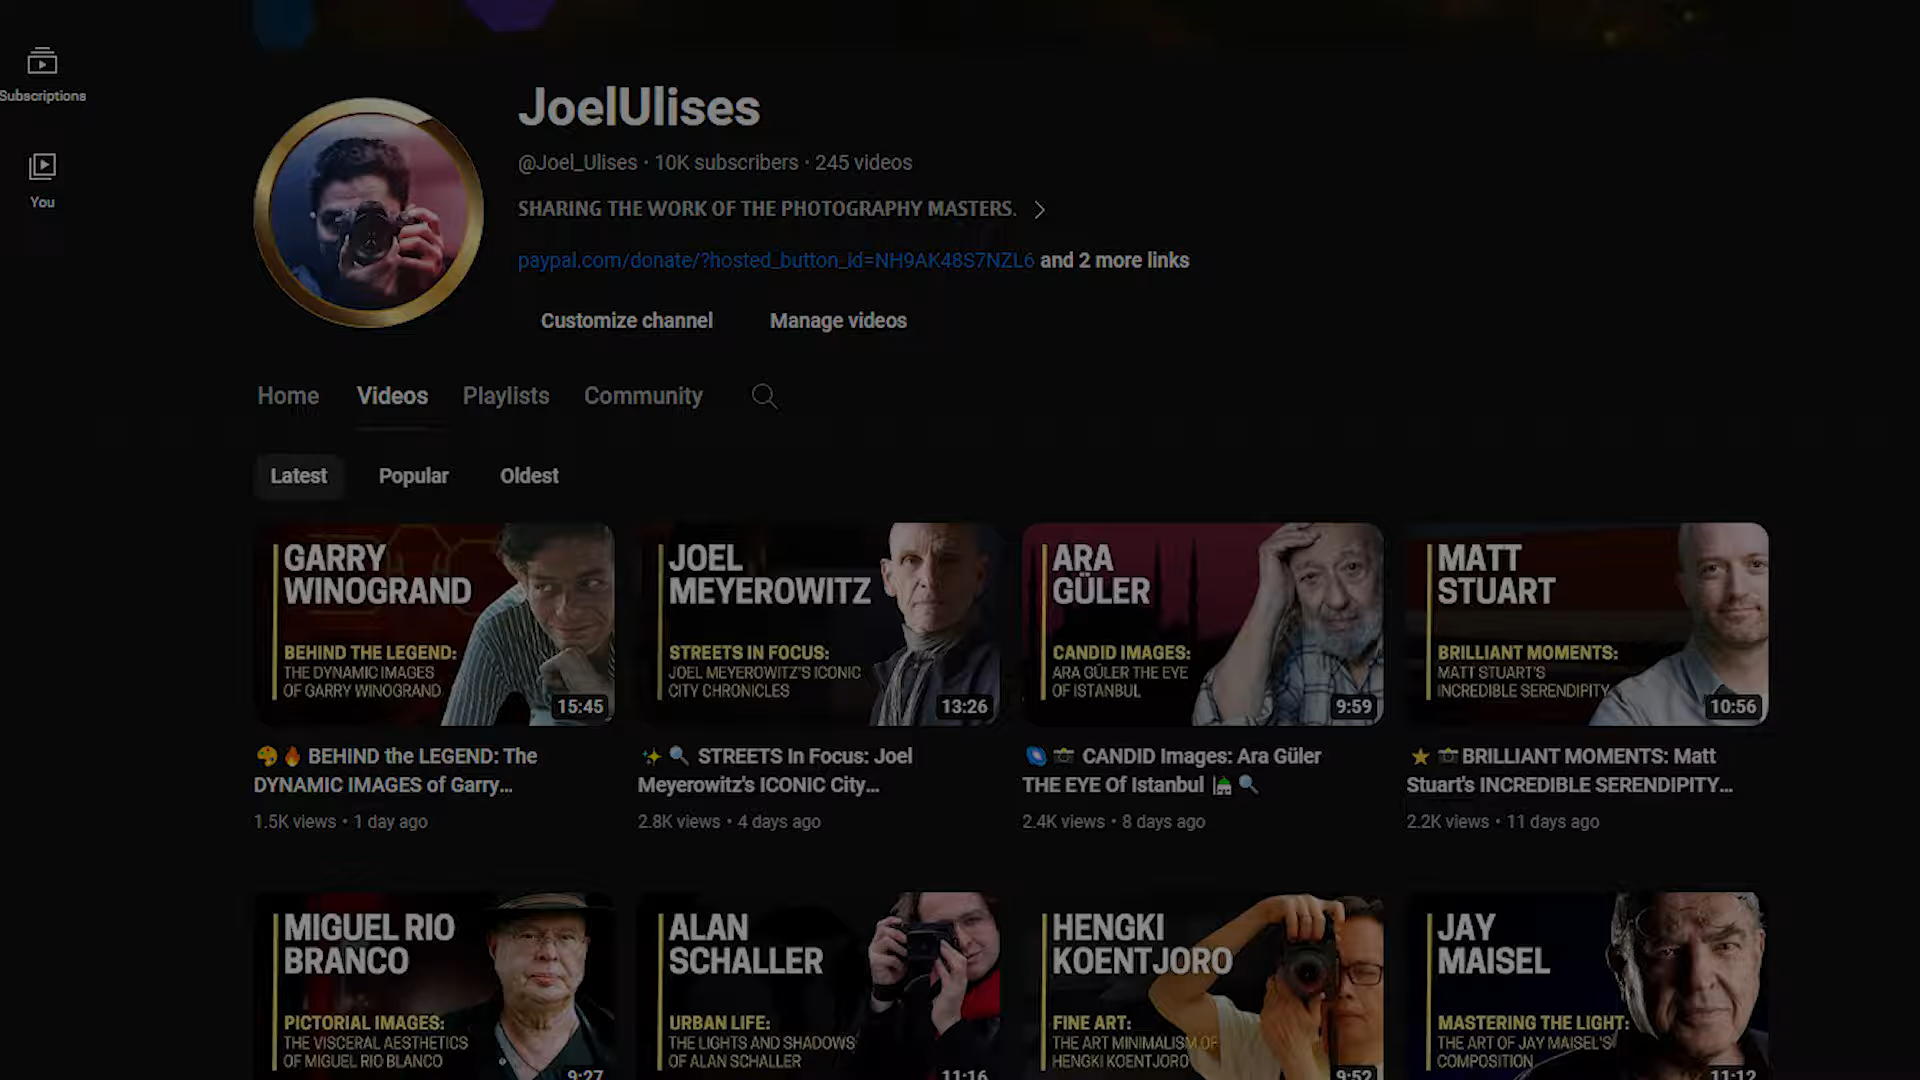 Subscriptions
You
JoelUlises
@Joel_Ulises · 10K subscribers · 245 videos
SHARING THE WORK OF THE PHOTOGRAPHY MASTERS.
paypal.com/donate/?hosted_button_id=NH9AK48S7NZL6 and 2 more links
Customize channel Manage videos
Home Videos Playlists Community
Latest Popular Oldest
GARRY
WINOGRAND
BEHIND THE LEGEND:
THE DYNAMIC IMAGES
OF GARRY WINOGRAND
15:45
🎨🔥 BEHIND the LEGEND: The
DYNAMIC IMAGES of Garry...
1.5K views • 1 day ago
JOEL
MEYEROWITZ
STREETS IN FOCUS:
JOEL MEYEROWITZ'S ICONIC
CITY CHRONICLES
13:26
✨🔍 STREETS In Focus: Joel
Meyerowitz's ICONIC City...
2.8K views • 4 days ago
ARA
GÜLER
CANDID IMAGES:
ARA GÜLER THE EYE
OF ISTANBUL
9:59
CANDID Images: Ara Güler
THE EYE Of Istanbul
2.4K views • 8 days ago
MATT
STUART
BRILLIANT MOMENTS:
MATT STUART'S
INCREDIBLE SERENDIPITY
10:56
BRILLIANT MOMENTS: Matt
Stuart's INCREDIBLE SERENDIPITY...
2.2K views • 11 days ago
MIGUEL RIO
BRANCO
PICTORIAL IMAGES:
THE VISCERAL AESTHETICS
OF MIGUEL RIO BLANCO
9:27
ALAN
SCHALLER
URBAN LIFE:
THE LIGHTS AND SHADOWS
OF ALAN SCHALLER
11:16
HENGKI
KOENTJORO
FINE ART:
THE ART MINIMALISM OF
HENGKI KOENTJORO
9:52
JAY
MAISEL
MASTERING THE LIGHT:
THE ART OF JAY MAISEL'S
COMPOSITION
11:12